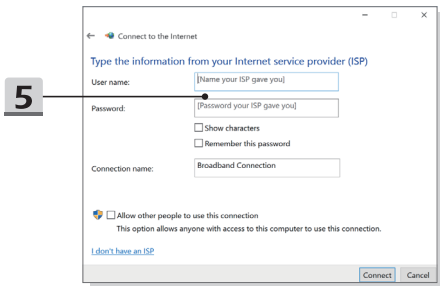 Connect to the Internet
Type the information from your Internet service provider (ISP)
User name:
[Name your ISP gave you]
5
Password:
[Password your ISP gave you]
Show characters
Remember this password
Connection name:
Broadband Connection
Allow other people to use this connection
This option allows anyone with access to this computer to use this connection.
I don't have an ISP
Connect
Cancel